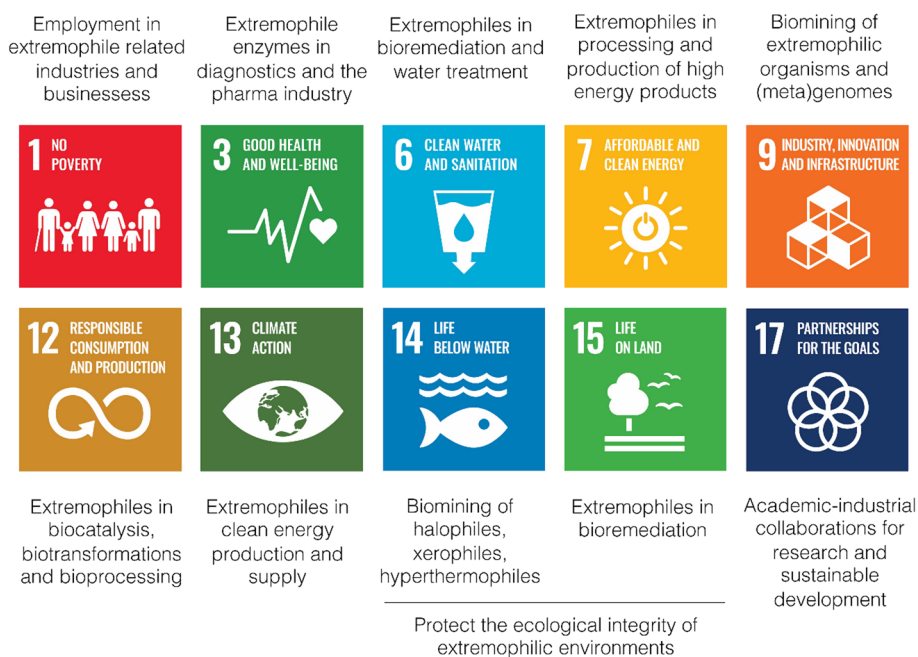 Employment in
extremophile related
industries and
businessess
Extremophile
enzymes in
diagnostics and the
pharma industry
Extremophiles in
bioremediation and
water treatment
Extremophiles in
processing and
production of high
energy products
Biomining of
extremophilic
organisms and
(meta)genomes
1 NO
POVERTY
3 GOOD HEALTH
AND WELL-BEING
6 CLEAN WATER
AND SANITATION
7 AFFORDABLE AND
CLEAN ENERGY
9 INDUSTRY, INNOVATION
AND INFRASTRUCTURE
12 RESPONSIBLE
CONSUMPTION
AND PRODUCTION
13 CLIMATE
ACTION
14 LIFE
BELOW WATER
15 LIFE
ON LAND
17 PARTNERSHIPS
FOR THE GOALS
Extremophiles in
biocatalysis,
biotransformations
and bioprocessing
Extremophiles in
clean energy
production and
supply
Biomining of
halophiles,
xerophiles,
hyperthermophiles
Extremophiles in
bioremediation
Academic-industrial
collaborations for
research and
sustainable
development
Protect the ecological integrity of
extremophilic environments